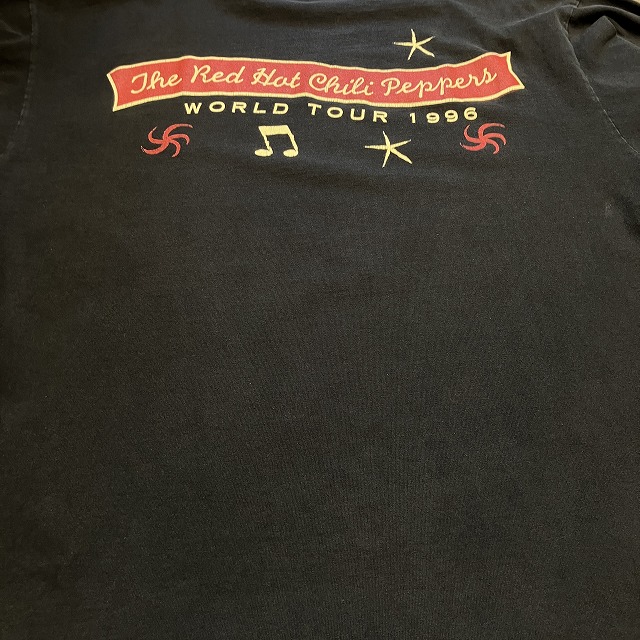 The Red Hot Chili Peppers
WORLD TOUR 1996